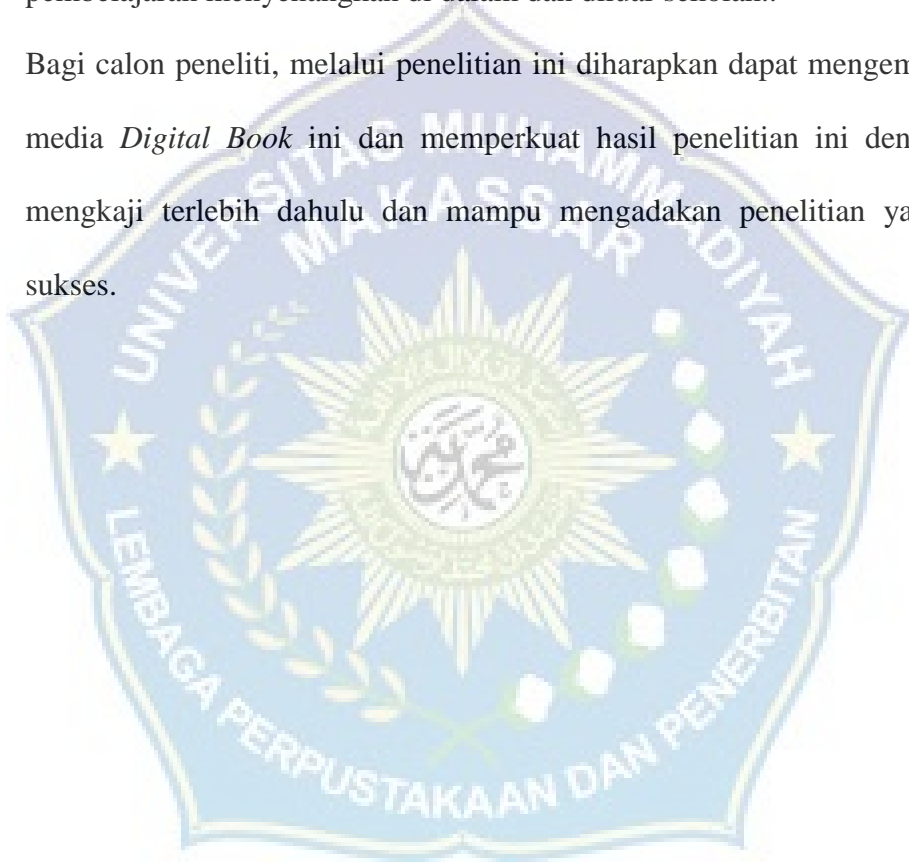 pembelajaran menyenangkan di dalam dan diluar sekolah..
Bagi calon peneliti, melalui penelitian ini diharapkan dapat mengem
media Digital Book ini dan memperkuat hasil penelitian ini den
mengkaji terlebih dahulu dan mampu mengadakan penelitian ya
sukses.
UNIVERSITAS MUHAMMADIYAH
MAKASSAR
LEMBAGA PERPUSTAKAAN DAN PENERBITAN